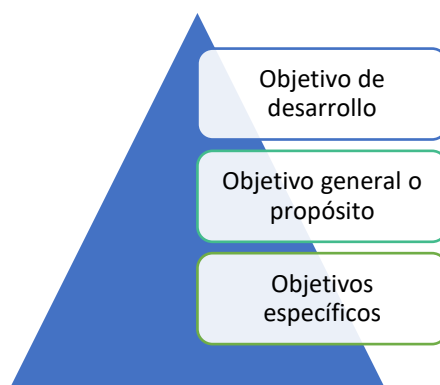 Objetivo de
desarrollo
Objetivo general o
propósito
Objetivos
específicos